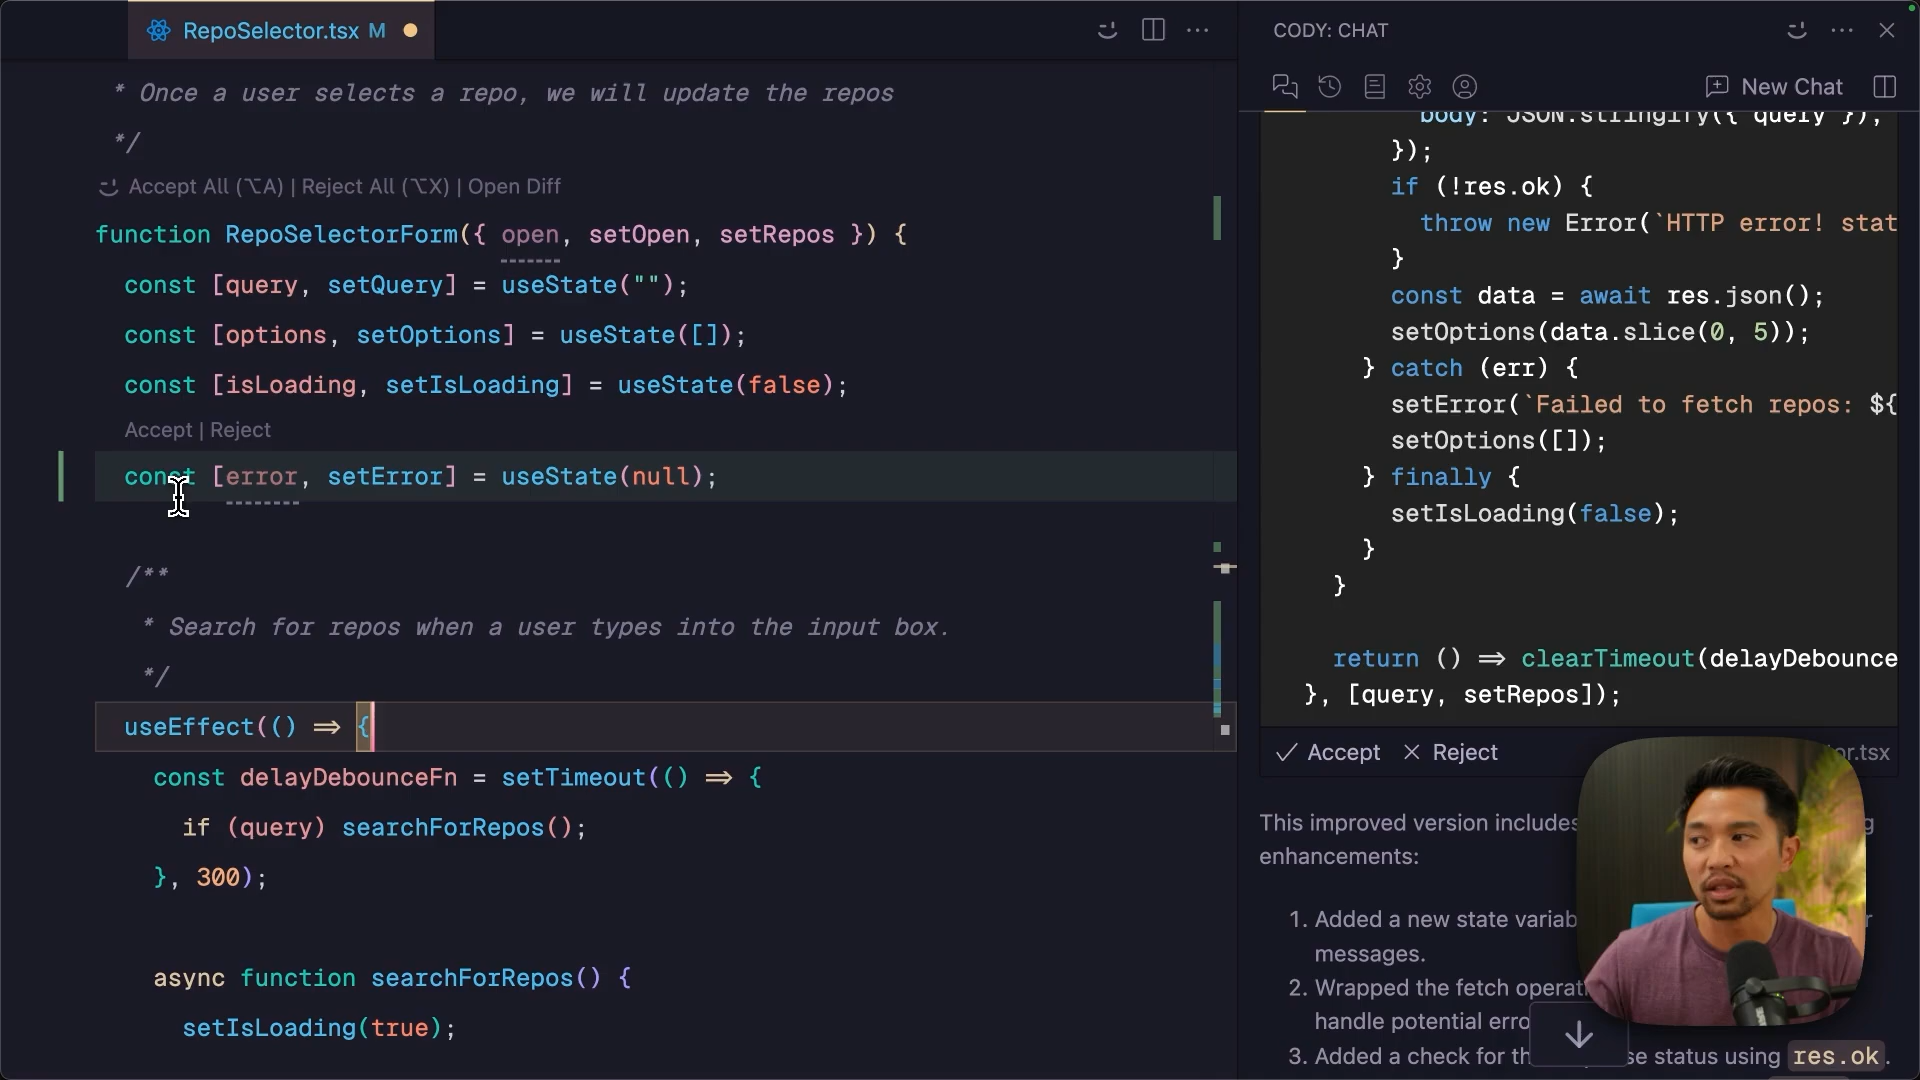 RepoSelector.tsx M
* Once a user selects a repo, we will update the repos
*/
Accept All (⌥A) | Reject All (⌥X) | Open Diff
function RepoSelectorForm({ open, setOpen, setRepos }) {
const [query, setQuery] = useState("");
const [options, setOptions] = useState([]);
const [isLoading, setIsLoading] = useState(false);
Accept | Reject
const [error, setError] = useState(null);
/**
* Search for repos when a user types into the input box.
*/
useEffect(() => {
const delayDebounceFn = setTimeout(() => {
if (query) searchForRepos();
}, 300);
async function searchForRepos() {
setIsLoading(true);
CODY: CHAT
New Chat
body: JSON.stringify({ query }),
});
if (!res.ok) {
throw new Error(`HTTP error! stat
}
const data = await res.json();
setOptions(data.slice(0, 5));
} catch (err) {
setError(`Failed to fetch repos: ${
setOptions([]);
} finally {
setIsLoading(false);
}
}
return () => clearTimeout(delayDebounce
}, [query, setRepos]);
Accept Reject or.tsx
This improved version includes g
enhancements:
1. Added a new state variab r
messages.
2. Wrapped the fetch operati
handle potential erro
3. Added a check for th se status using res.ok.